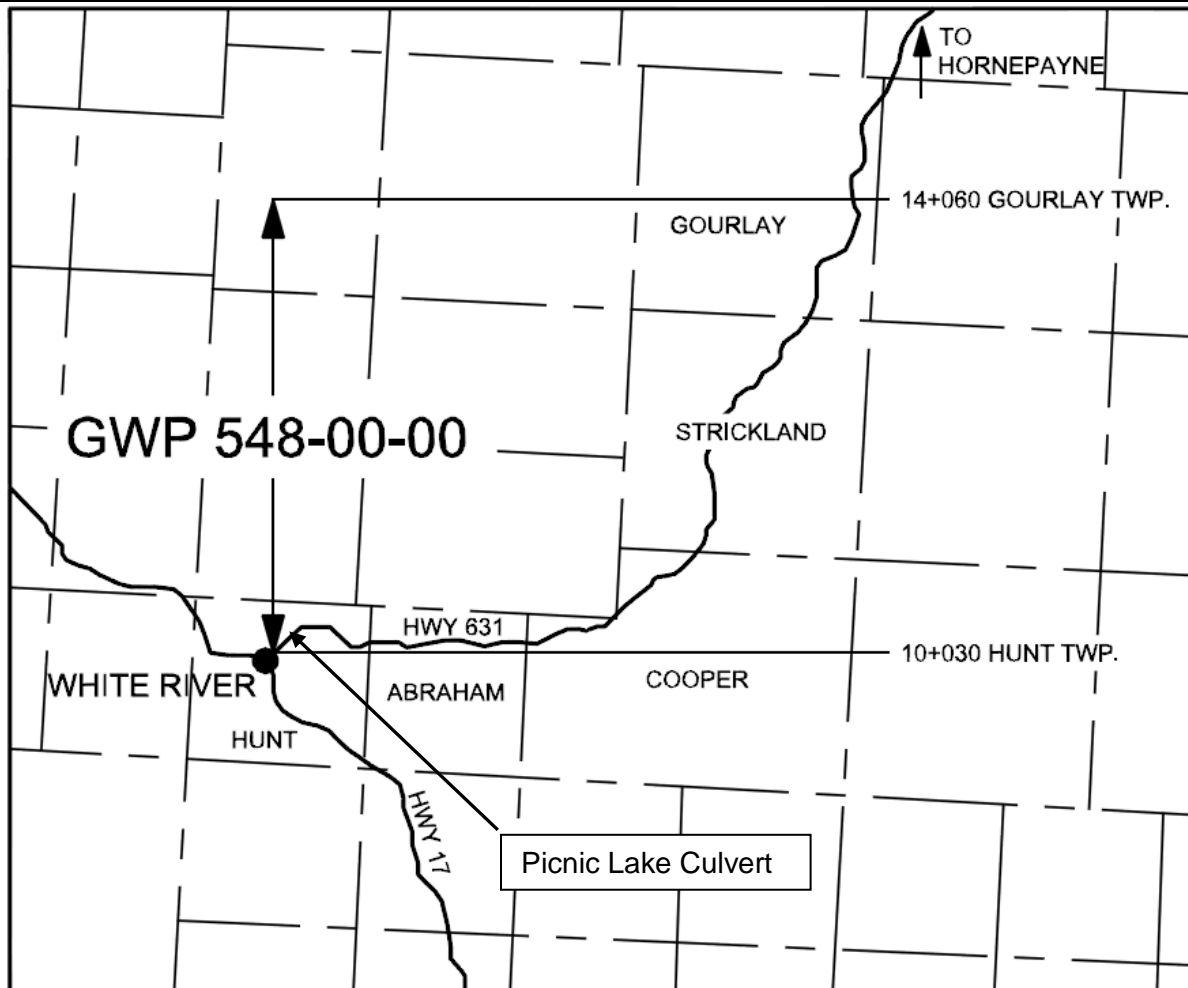 TO
HORNEPAYNE
14+060 GOURLAY TWP.
GOURLAY
GWP 548-00-00
STRICKLAND
HWY 631
10+030 HUNT TWP.
WHITE RIVER
ABRAHAM
COOPER
HUNT
HWY 17
Picnic Lake Culvert